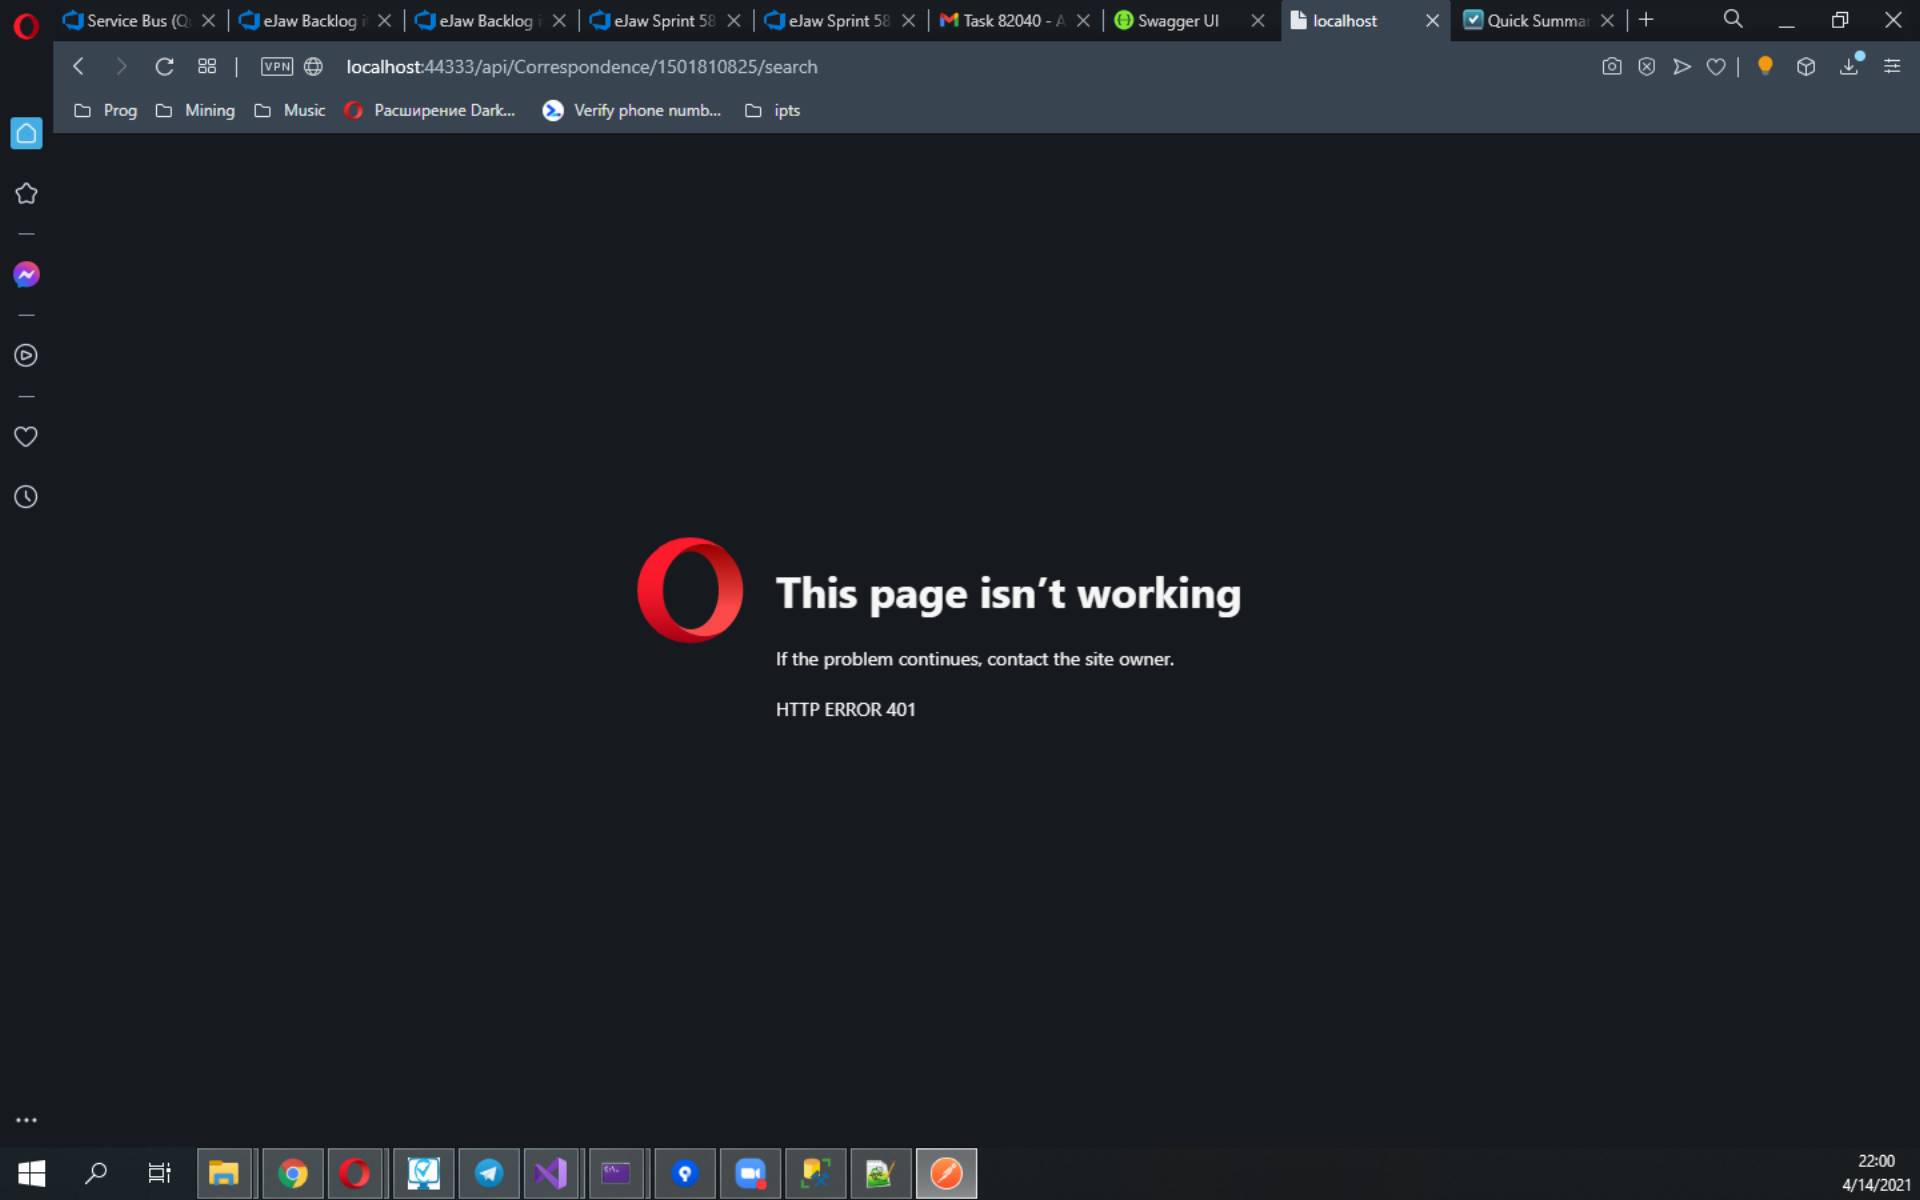 Service Bus (Q
eJaw Backlog i
eJaw Backlog i
eJaw Sprint 58
eJaw Sprint 58
Task 82040 - A
Swagger UI
localhost
Quick Summar
VPN
localhost:44333/api/Correspondence/1501810825/search
Prog
Mining
Music
Расширение Dark...
Verify phone numb...
ipts
This page isn't working
If the problem continues, contact the site owner.
HTTP ERROR 401
22:00
4/14/2021